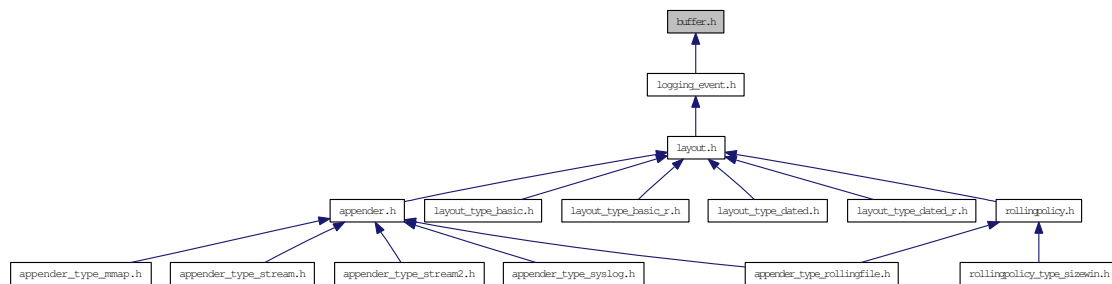 buffer.h
logging_event.h
layout.h
appender.h
layout_type_basic.h
layout_type_basic_r.h
layout_type_dated.h
layout_type_dated_r.h
rollingpolicy.h
appender_type_mmap.h
appender_type_stream.h
appender_type_stream2.h
appender_type_syslog.h
appender_type_rollingfile.h
rollingpolicy_type_sizewin.h